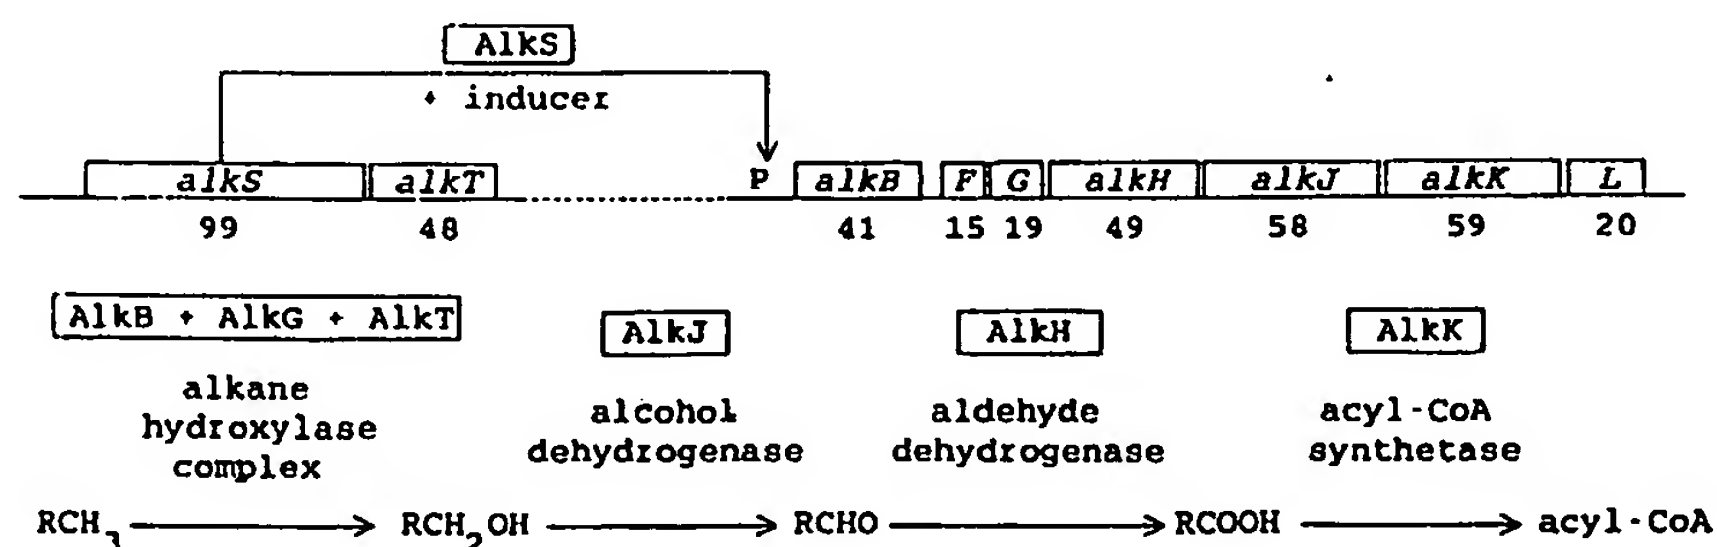 AlkS
+ inducer
alkS alkT P alkB F G alkH alkJ alkK L
99 48 41 15 19 49 58 59 20
AlkB + AlkG + AlkT AlkJ AlkH AlkK
alkane hydroxylase complex
alcohol dehydrogenase
aldehyde dehydrogenase
acyl-CoA synthetase
RCH3 RCH2OH RCHO RCOOH acyl-CoA